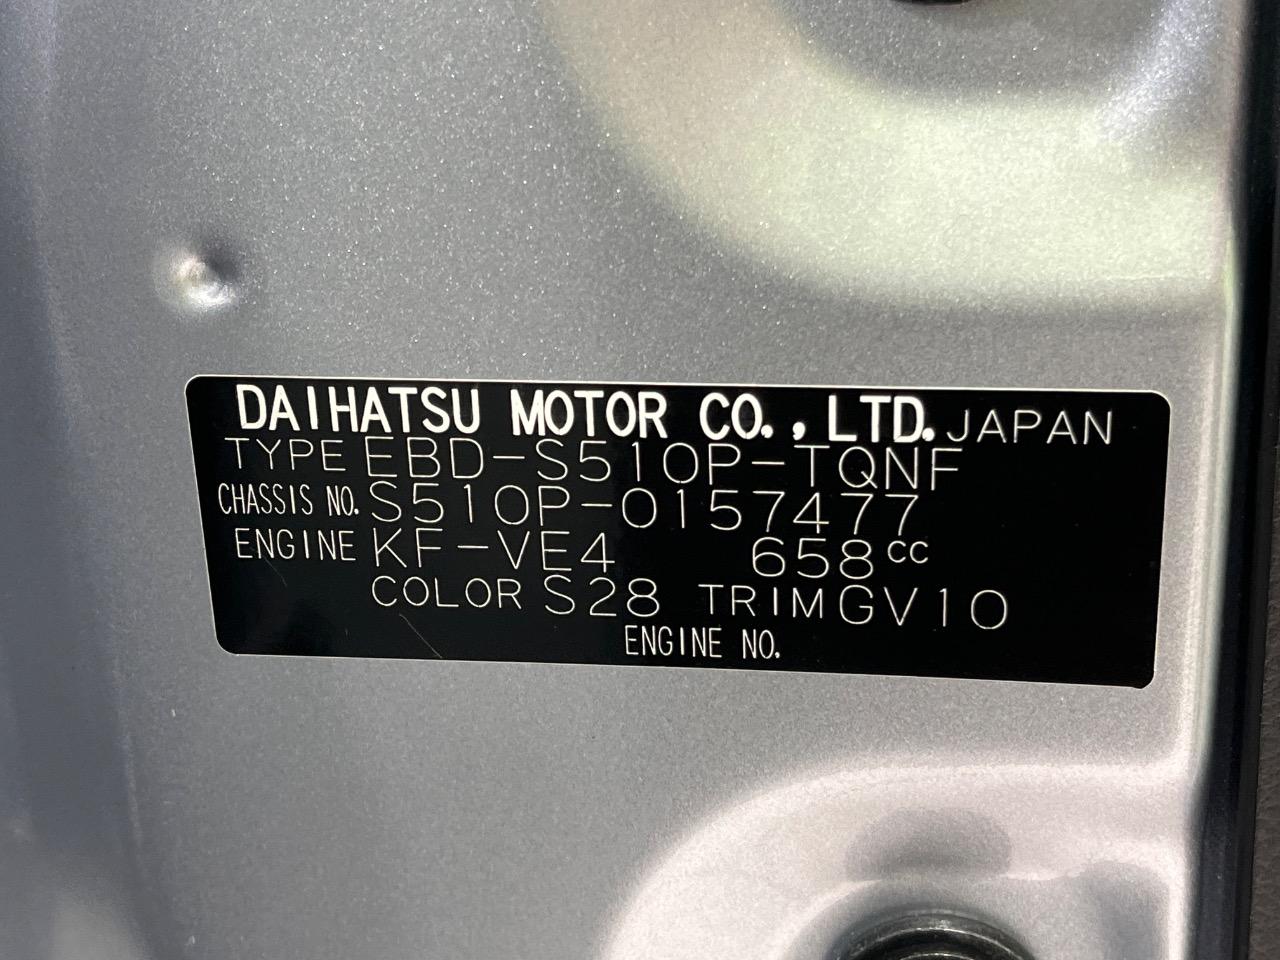 DAIHATSU MOTOR CO., LTD. JAPAN
TYPE EBD-S510P-TQNF
CHASSIS NO. S510P-0157477
ENGINE KF-VE4 658cc
COLOR S28 TRIM GV10
ENGINE NO.